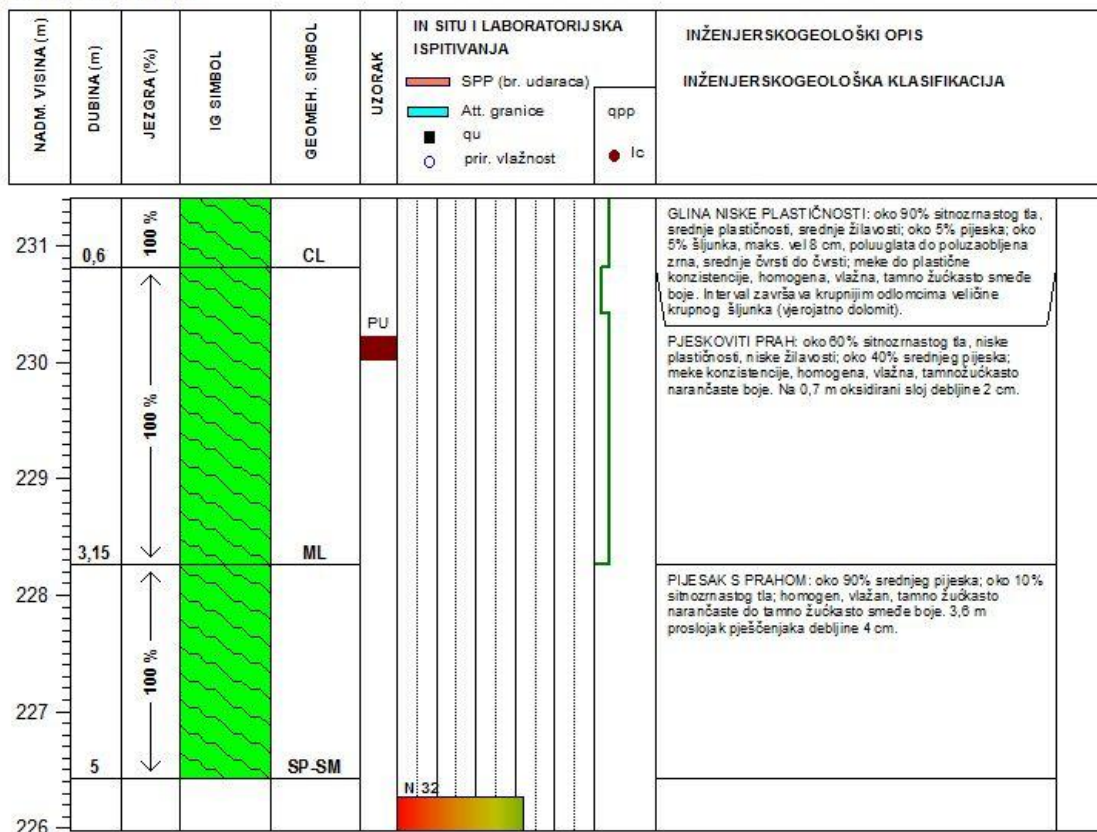 NADM. VISINA (m)
DUBINA (m)
JEZGRA (%)
IG SIMBOL
GEOMEH. SIMBOL
UZORAK
IN SITU I LABORATORIJSKA
ISPITIVANJA
SPP (br. udaraca)
Att. granice
qu
prir. vlažnost
qpp
Ic
INŽENJERSKOGEOLOŠKI OPIS
INŽENJERSKOGEOLOŠKA KLASIFIKACIJA
231
230
229
228
227
226
0,6
3,15
5
100 %
100 %
100 %
CL
ML
SP-SM
PU
N 32
GLINA NISKE PLASTIČNOSTI: oko 90% sitnozrnastog tla,
srednje plastičnosti, srednje žilavosti; oko 5% pijeska; oko
5% šljunka, maks. vel 8 cm, poluuglata do poluzaobljena
zrna, srednje čvrsti do čvrsti; meke do plastične
konzistencije, homogena, vlažna, tamno žućkasto smeđe
boje. Interval završava krupnijim odlomcima veličine
krupnog šljunka (vjerojatno dolomit).
PJESKOVITI PRAH: oko 60% sitnozrnastog tla, niske
plastičnosti, niske žilavosti; oko 40% srednjeg pijeska;
meke konzistencije, homogena, vlažna, tamnožućkasto
narančaste boje. Na 0,7 m oksidirani sloj debljine 2 cm.
PIJESAK S PRAHOM: oko 90% srednjeg pijeska; oko 10%
sitnozrnastog tla; homogen, vlažan, tamno žućkasto
narančaste do tamno žućkasto smeđe boje. 3,6 m
proslojak pješčenjaka debljine 4 cm.